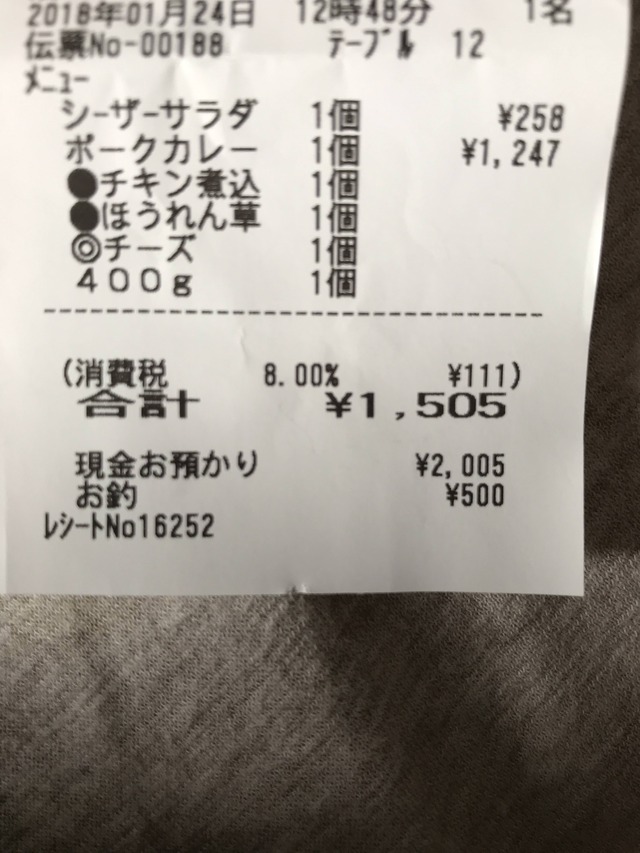 2018年01月24日 12時48分 1名
伝票No-00188 ﾃｰﾌﾞﾙ 12
ﾒﾆｭｰ
シーザーサラダ 1個 ¥258
ポークカレー 1個 ¥1,247
●チキン煮込 1個
●ほうれん草 1個
◎チーズ 1個
４００ｇ 1個
(消費税 8.00% ¥111)
合計 ¥1,505
現金お預かり ¥2,005
お釣 ¥500
ﾚｼｰﾄNo16252